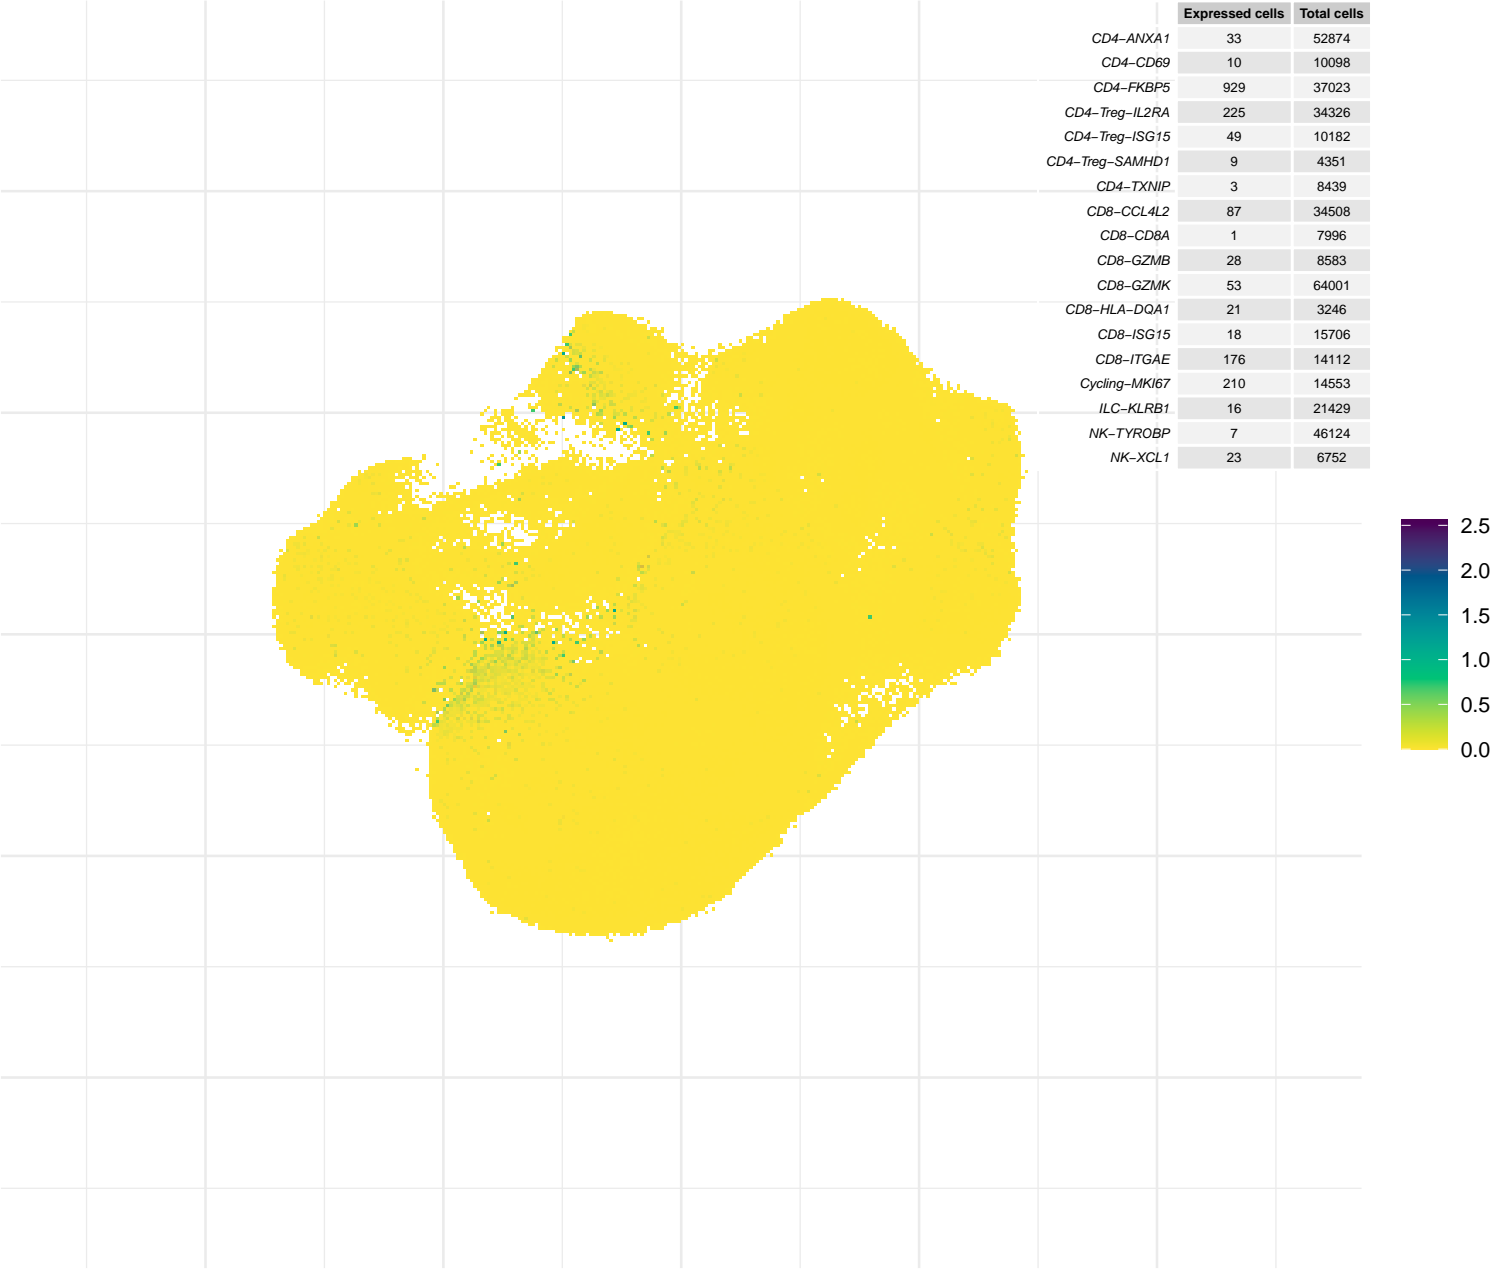 Expressed cells Total cells
CD4−ANXA1 33 52874
CD4−CD69 10 10098
CD4−FKBP5 929 37023
CD4−Treg−IL2RA 225 34326
CD4−Treg−ISG15 49 10182
CD4−Treg−SAMHD1 9 4351
CD4−TXNIP 3 8439
CD8−CCL4L2 87 34508
CD8−CD8A 1 7996
CD8−GZMB 28 8583
CD8−GZMK 53 64001
CD8−HLA−DQA1 21 3246
CD8−ISG15 18 15706
CD8−ITGAE 176 14112
Cycling−MKI67 210 14553
ILC−KLRB1 16 21429
NK−TYROBP 7 46124
NK−XCL1 23 6752
2.5
2.0
1.5
1.0
0.5
0.0